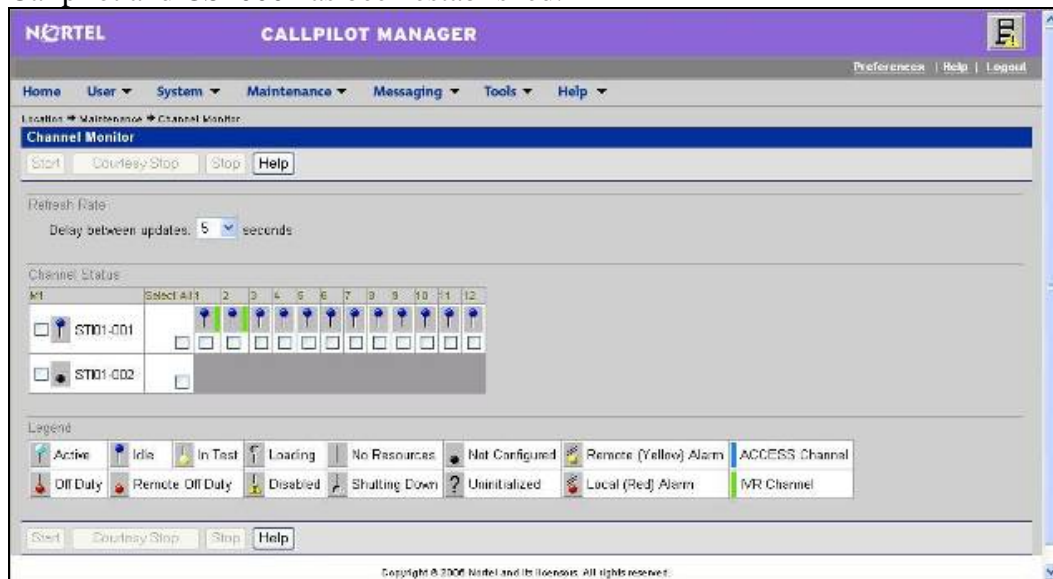 NORTEL CALLPILOT MANAGER
Preferences | Help | Logout
Home User System Maintenance Messaging Tools Help
Location Maintenance Channel Monitor
Channel Monitor
Start Courtesy Stop Stop Help
Refresh Rate
Delay between updates. 5 seconds
Channel Status
M1 Select All 1 2 3 4 5 6 7 8 9 10 11 12
STI01-001
STI01-002
Legend
Active Idle In Test Loading No Resources Not Configured Remote (Yellow) Alarm ACCESS Channel
Off Duty Remote Off Duty Disabled Shutting Down ? Uninitialized Local (Red) Alarm IVR Channel
Start Courtesy Stop Stop Help
Copyright © 2006 Nortel and its licensors. All rights reserved.